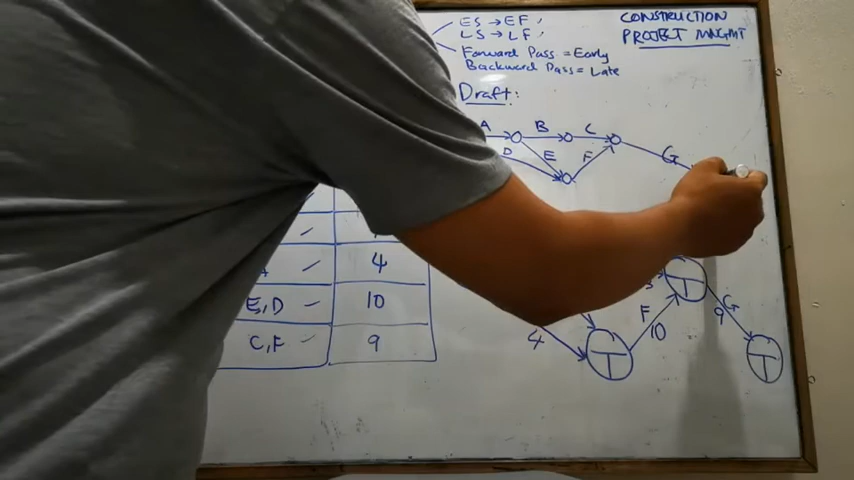 ES → EF
LS → LF
Forward Pass = Early
Backward Pass = Late
CONSTRUCTION
PROJECT MAGMT
Draft:
A B C
D E F G
4
E,D 10
C,F 9
F 10
G 9
4